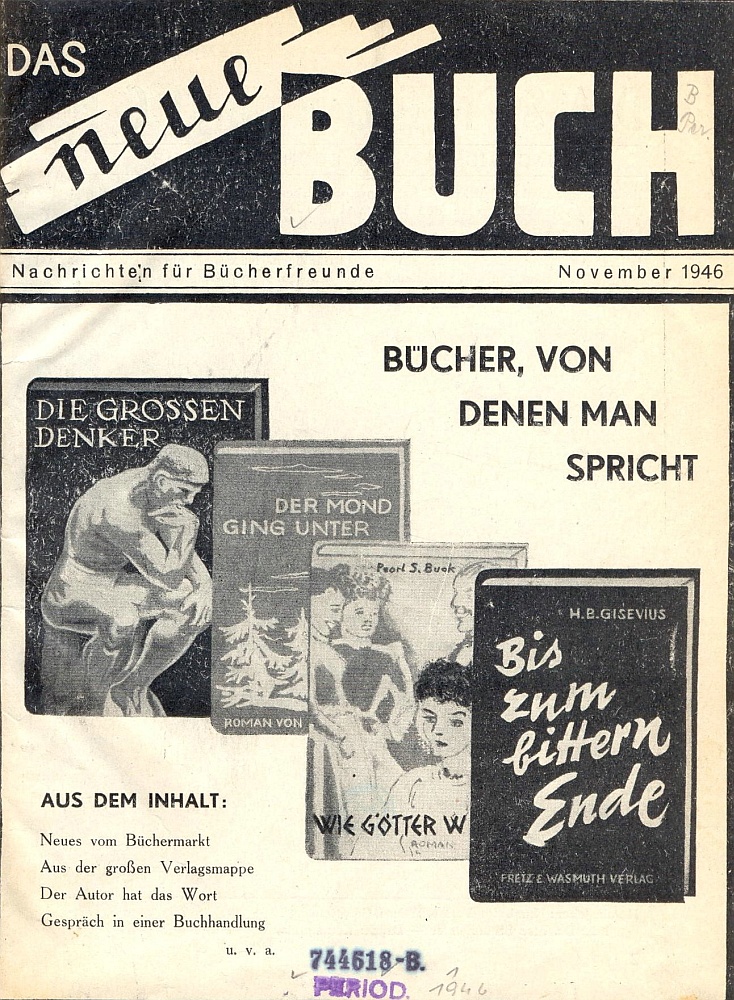 DAS
neue
BUCH
B
Per.
Nachrichten für Bücherfreunde
November 1946
BÜCHER, VON
DENEN MAN
SPRICHT
DIE GROSSEN
DENKER
DER MOND
GING UNTER
ROMAN VON
Pearl S. Buck
WIE GÖTTER W
ROMAN
H.B.GISEVIUS
Bis
zum
bittern
Ende
FRETZ & WASMUTH VERLAG
AUS DEM INHALT:
Neues vom Büchermarkt
Aus der großen Verlagsmappe
Der Autor hat das Wort
Gespräch in einer Buchhandlung
u. v. a.
744618-B.
PERIOD.
1946